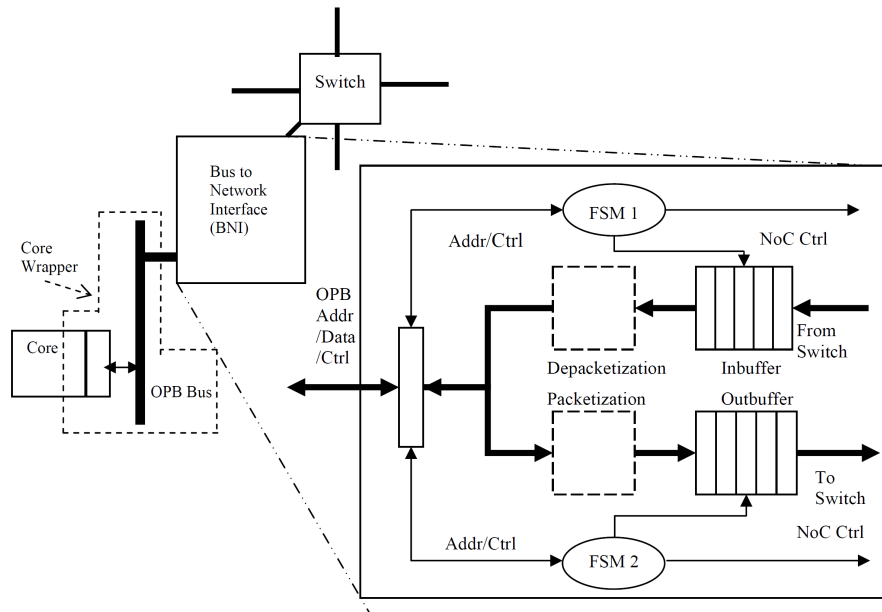 Switch
Bus to
Network
Interface
(BNI)
Core
Wrapper
Core
OPB Bus
OPB
Addr
/Data
/Ctrl
Addr/Ctrl
FSM 1
NoC Ctrl
From
Switch
Depacketization
Inbuffer
Packetization
Outbuffer
To
Switch
Addr/Ctrl
FSM 2
NoC Ctrl